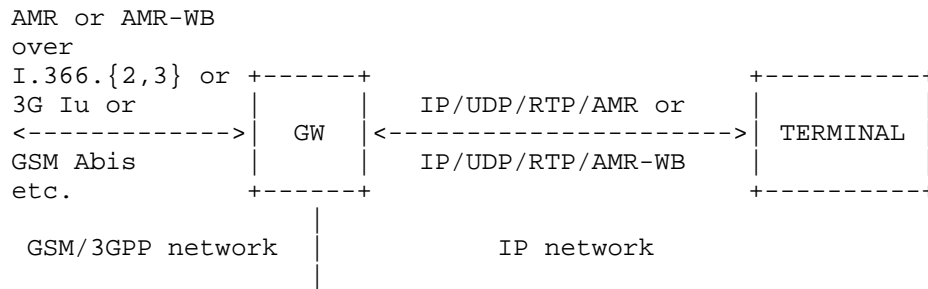 AMR or AMR-WB
over
I.366.{2,3} or +------+                        +-----------+
3G Iu or       |      |  IP/UDP/RTP/AMR or     |           |
<------------->|  GW  |<---------------------->| TERMINAL  |
GSM Abis       |      |  IP/UDP/RTP/AMR-WB     |           |
etc.           +------+                        +-----------+
                   |
 GSM/3GPP network  |           IP network
                   |